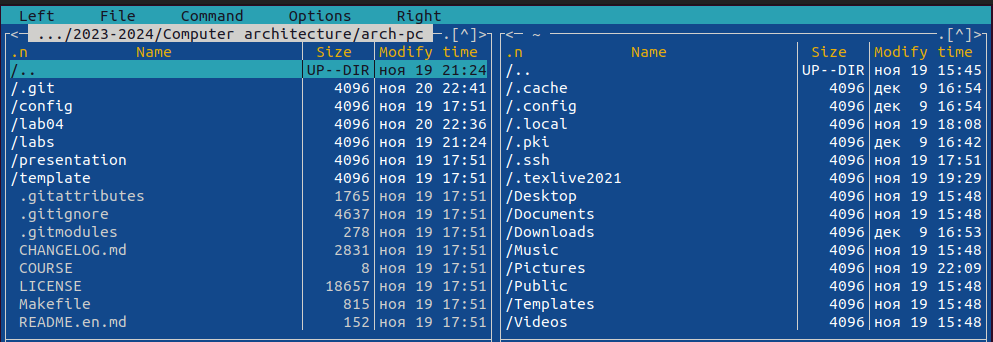 Left File Command Options Right
<─ .../2023-2024/Computer architecture/arch-pc ─.[^]>
.n Name Size Modify time
/.. UP--DIR ноя 19 21:24
/.git 4096 ноя 20 22:41
/config 4096 ноя 19 17:51
/lab04 4096 ноя 20 22:36
/labs 4096 ноя 19 21:24
/presentation 4096 ноя 19 17:51
/template 4096 ноя 19 17:51
.gitattributes 1765 ноя 19 17:51
.gitignore 4637 ноя 19 17:51
.gitmodules 278 ноя 19 17:51
CHANGELOG.md 2831 ноя 19 17:51
COURSE 8 ноя 19 17:51
LICENSE 18657 ноя 19 17:51
Makefile 815 ноя 19 17:51
README.en.md 152 ноя 19 17:51
<─ ~ ─.[^]>
.n Name Size Modify time
/.. UP--DIR ноя 19 15:45
/.cache 4096 дек 9 16:54
/.config 4096 дек 9 16:54
/.local 4096 ноя 19 18:08
/.pki 4096 дек 9 16:42
/.ssh 4096 ноя 19 17:51
/.texlive2021 4096 ноя 19 19:29
/Desktop 4096 ноя 19 15:48
/Documents 4096 ноя 19 15:48
/Downloads 4096 дек 9 16:53
/Music 4096 ноя 19 15:48
/Pictures 4096 ноя 19 22:09
/Public 4096 ноя 19 15:48
/Templates 4096 ноя 19 15:48
/Videos 4096 ноя 19 15:48